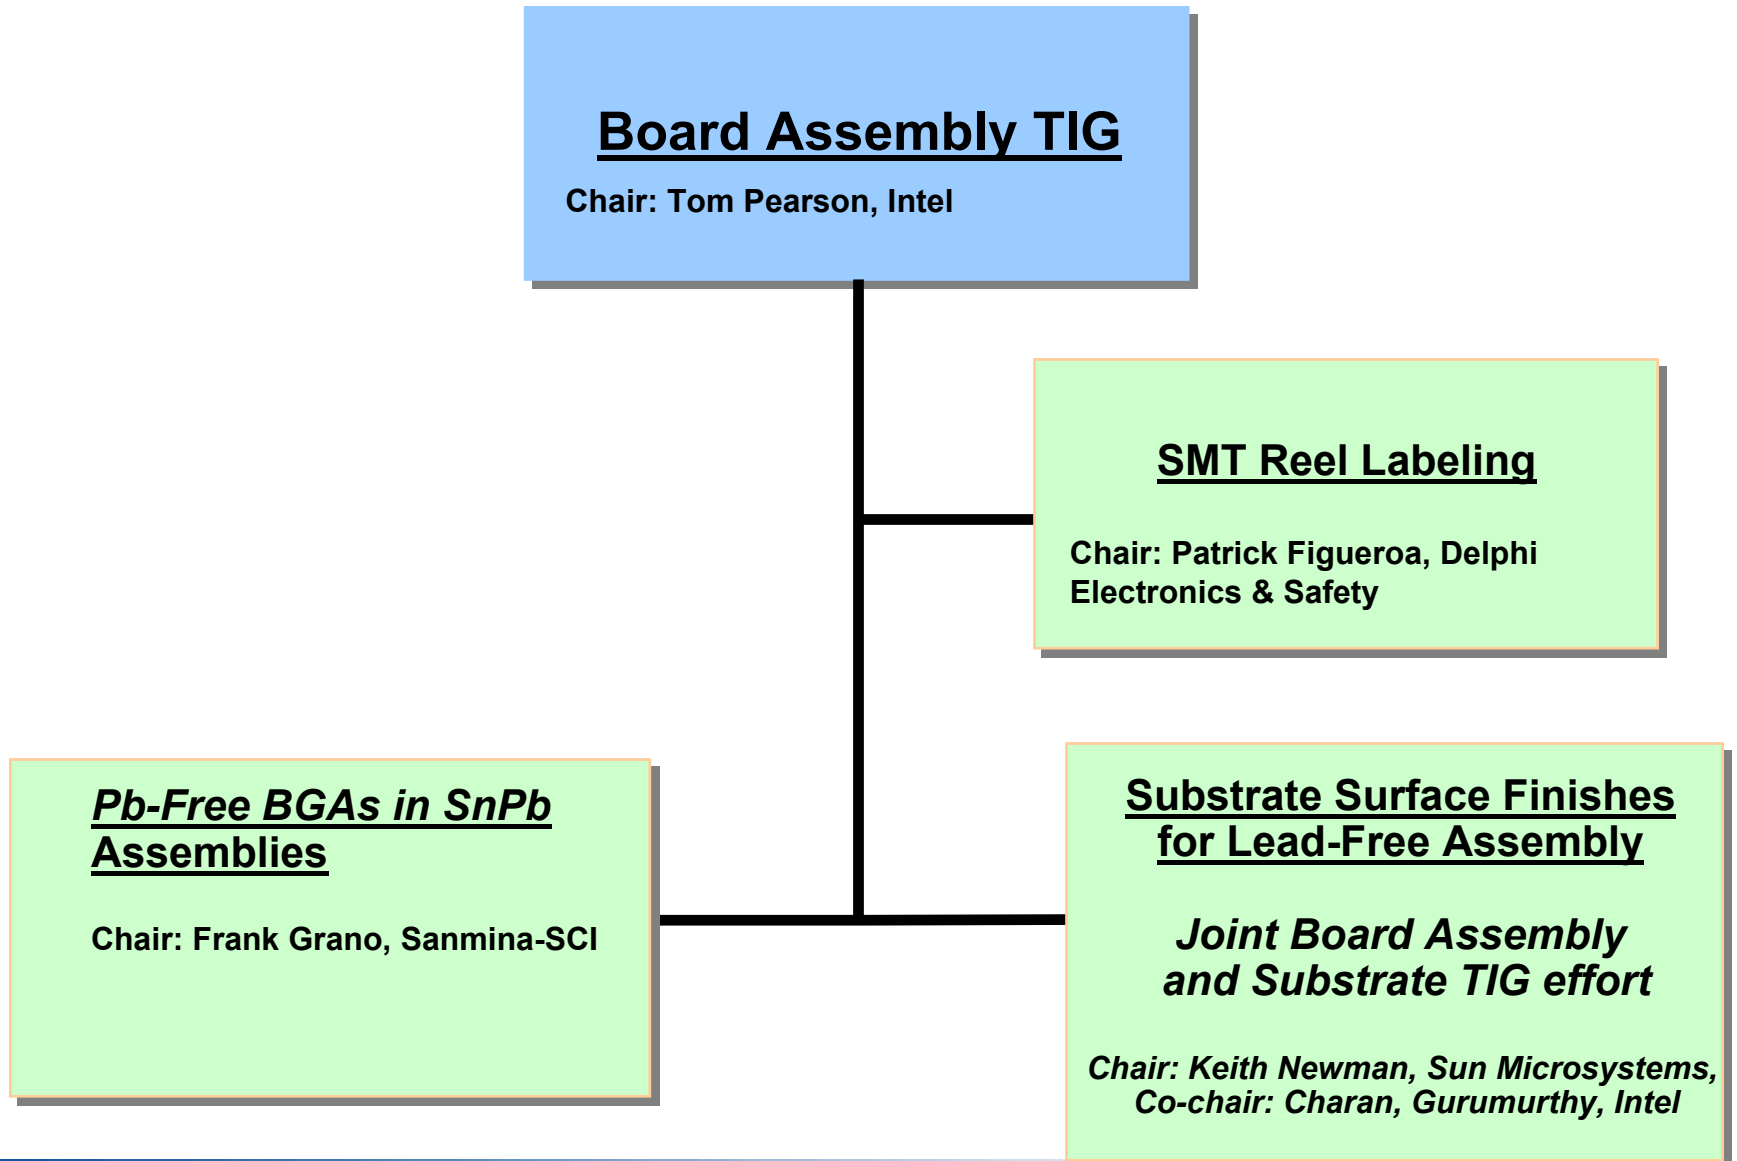 Board Assembly TIG
Chair: Tom Pearson, Intel
SMT Reel Labeling
Chair: Patrick Figueroa, Delphi
Electronics & Safety
Pb-Free BGAs in SnPb
Assemblies
Chair: Frank Grano, Sanmina-SCI
Substrate Surface Finishes
for Lead-Free Assembly
Joint Board Assembly
and Substrate TIG effort
Chair: Keith Newman, Sun Microsystems,
Co-chair: Charan, Gurumurthy, Intel